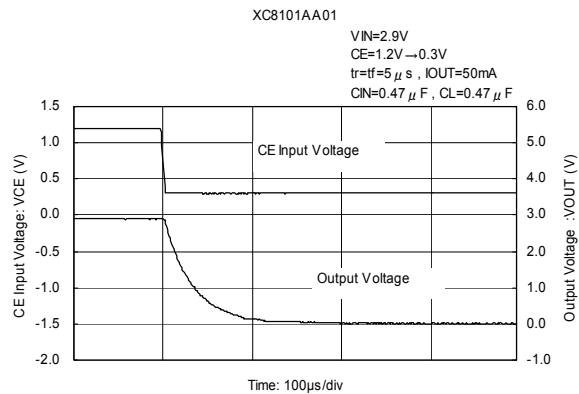 XC8101AA01
VIN=2.9V
CE=1.2V→0.3V
tr=tf=5μs , IOUT=50mA
CIN=0.47μF , CL=0.47μF
CE Input Voltage: VCE (V)
1.5
1.0
0.5
0.0
-0.5
-1.0
-1.5
-2.0
CE Input Voltage
Output Voltage
6.0
5.0
4.0
3.0
2.0
1.0
0.0
-1.0
Output Voltage :VOUT (V)
Time: 100μs/div